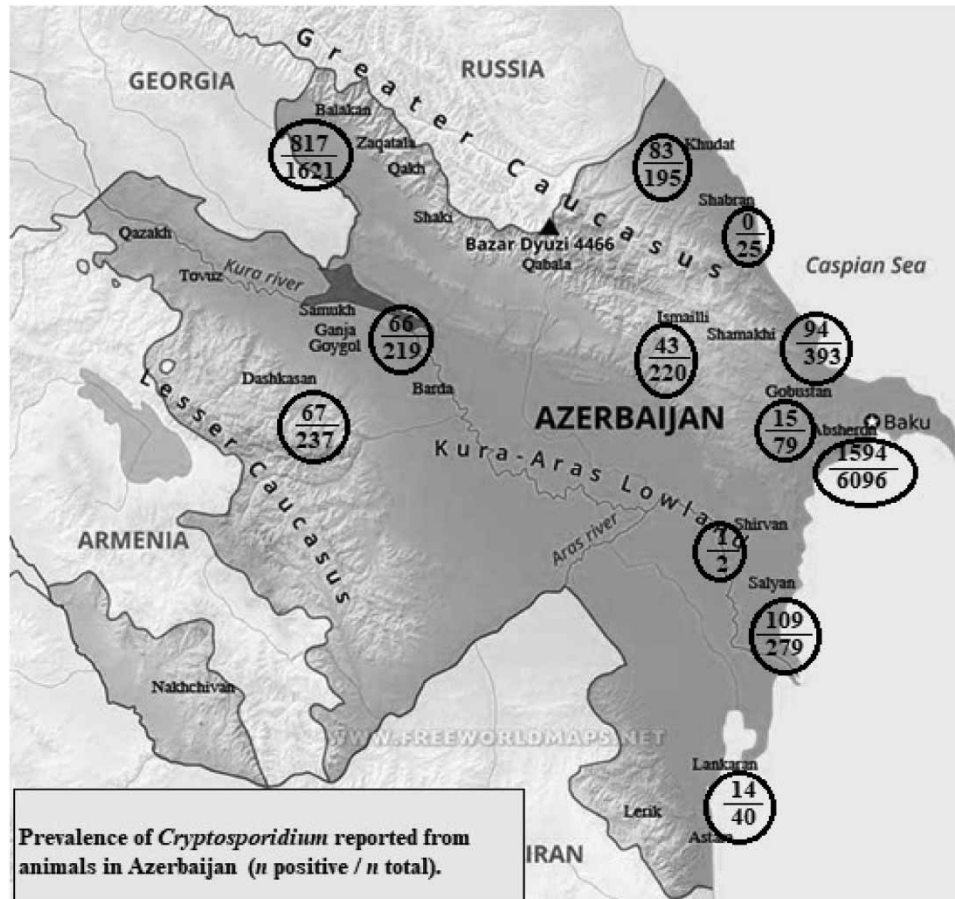 Greater Caucasus
RUSSIA
GEORGIA
Balakan
817
1621
Zaqatala
Qakh
83
195
Khudat
Shaki
Shabran
0
25
Bazar Dyuzi 4466
Qabala
Caspian Sea
Qazakh
Kura river
Tovuz
Samukh
Ganja
Goygol
66
219
Ismailli
43
220
Shamakhi
94
393
Dashkasan
Barda
67
237
Lesser Caucasus
AZERBAIJAN
Gobustan
15
79
Absheron
Baku
1594
6096
Kura-Aras Lowland
ARMENIA
Aras river
Shirvan
1
2
Salyan
109
279
Nakhchivan
WWW.FREEWORLDMAPS.NET
Lankaran
14
40
Lerik
Astara
IRAN
Prevalence of Cryptosporidium reported from
animals in Azerbaijan (n positive / n total).